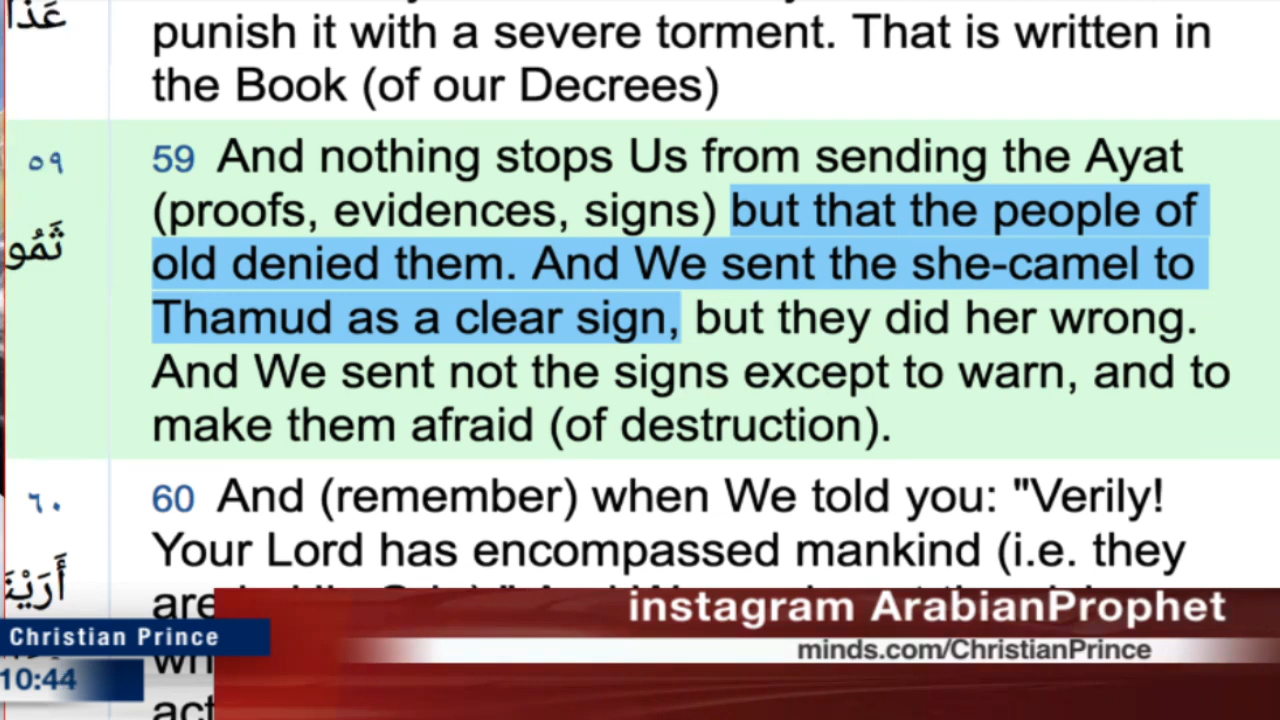 عَذَا
punish it with a severe torment. That is written in
the Book (of our Decrees)
٥٩
59 And nothing stops Us from sending the Ayat
(proofs, evidences, signs) but that the people of
ثَمُو
old denied them. And We sent the she-camel to
Thamud as a clear sign, but they did her wrong.
And We sent not the signs except to warn, and to
make them afraid (of destruction).
٦٠
60 And (remember) when We told you: "Verily!
Your Lord has encompassed mankind (i.e. they
أَرَيْنَ
are
instagram ArabianProphet
Christian Prince
minds.com/ChristianPrince
wh
10:44
act